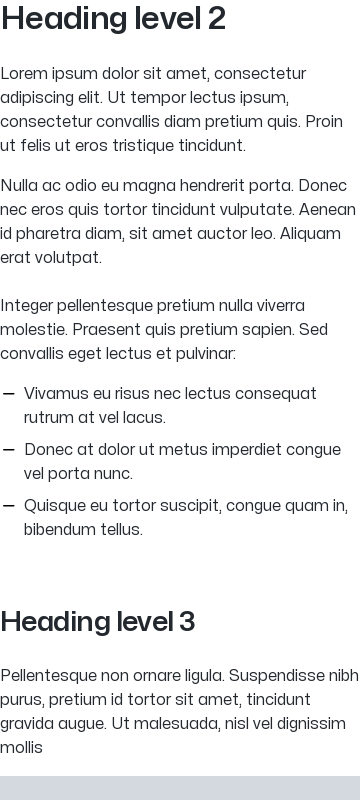 Heading level 2
Lorem ipsum dolor sit amet, consectetur
adipiscing elit. Ut tempor lectus ipsum,
consectetur convallis diam pretium quis. Proin
ut felis ut eros tristique tincidunt.
Nulla ac odio eu magna hendrerit porta. Donec
nec eros quis tortor tincidunt vulputate. Aenean
id pharetra diam, sit amet auctor leo. Aliquam
erat volutpat.
Integer pellentesque pretium nulla viverra
molestie. Praesent quis pretium sapien. Sed
convallis eget lectus et pulvinar:
— Vivamus eu risus nec lectus consequat
rutrum at vel lacus.
— Donec at dolor ut metus imperdiet congue
vel porta nunc.
— Quisque eu tortor suscipit, congue quam in,
bibendum tellus.
Heading level 3
Pellentesque non ornare ligula. Suspendisse nibh
purus, pretium id tortor sit amet, tincidunt
gravida augue. Ut malesuada, nisl vel dignissim
mollis